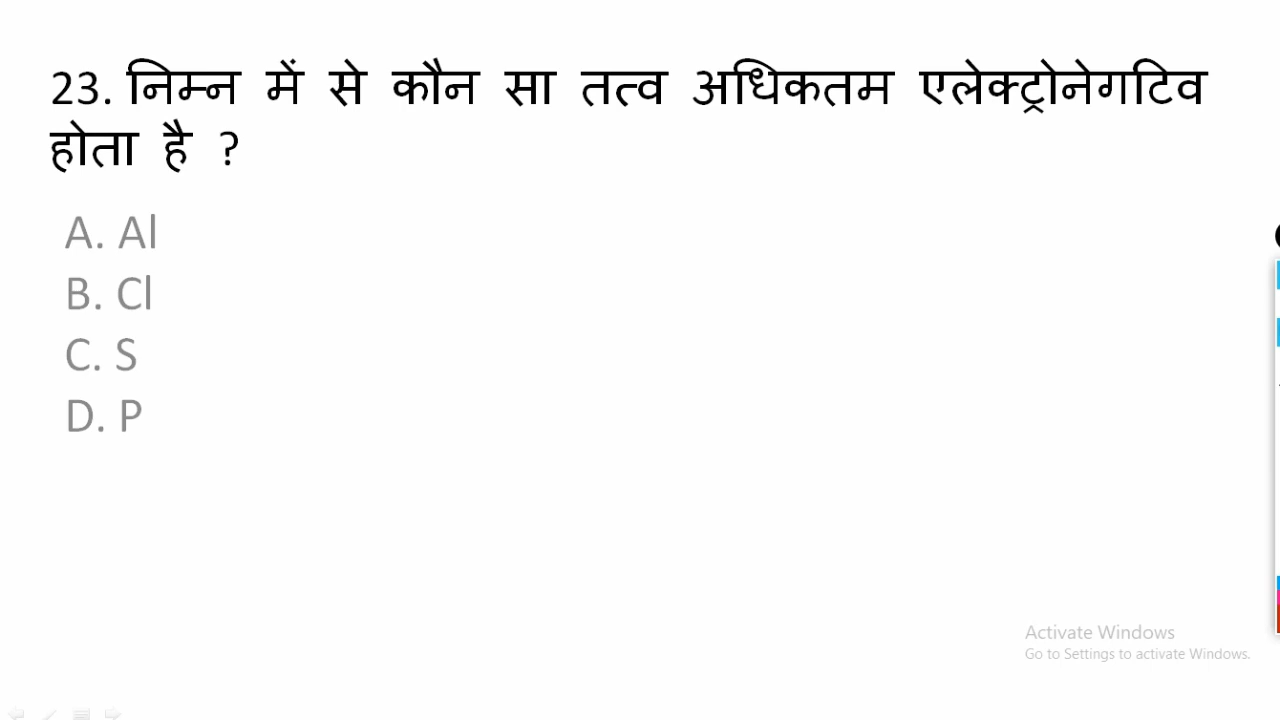 23. निम्न में से कौन सा तत्व अधिकतम एलेक्ट्रोनेगटिव
होता है ?
A. Al
B. Cl
C. S
D. P
Activate Windows
Go to Settings to activate Windows.